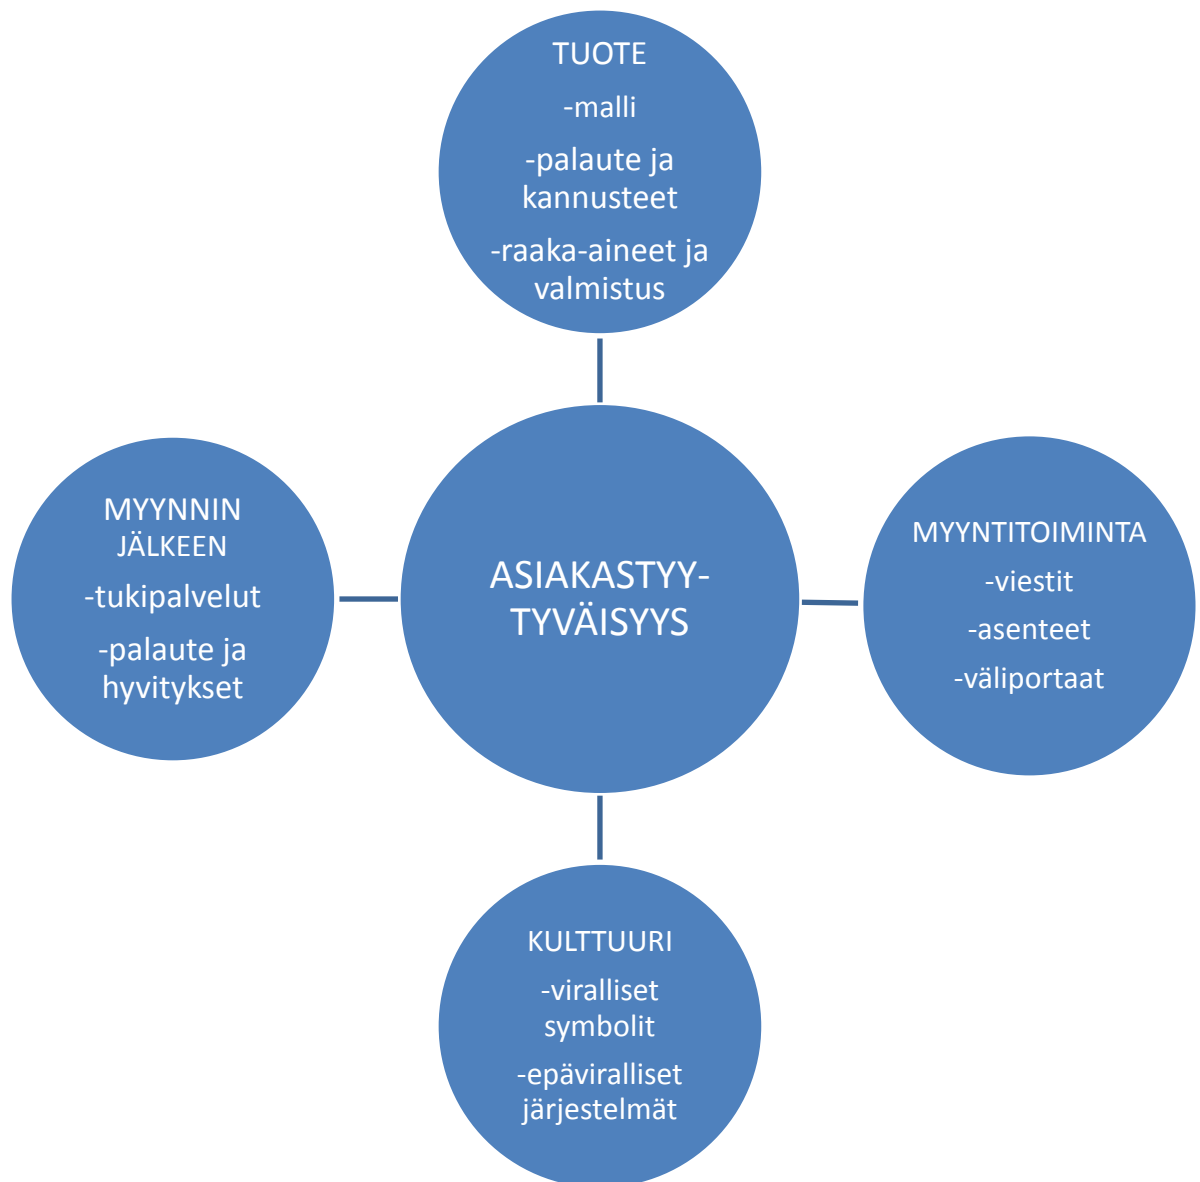 TUOTE
-malli
-palaute ja
kannusteet
-raaka-aineet ja
valmistus
MYYNNIN
JÄLKEEN
-tukipalvelut
-palaute ja
hyvitykset
ASIAKASTYY-
TYVÄISYYS
MYYNTITOIMINTA
-viestit
-asenteet
-väliportaat
KULTTUURI
-viralliset
symbolit
-epäviralliset
järjestelmät